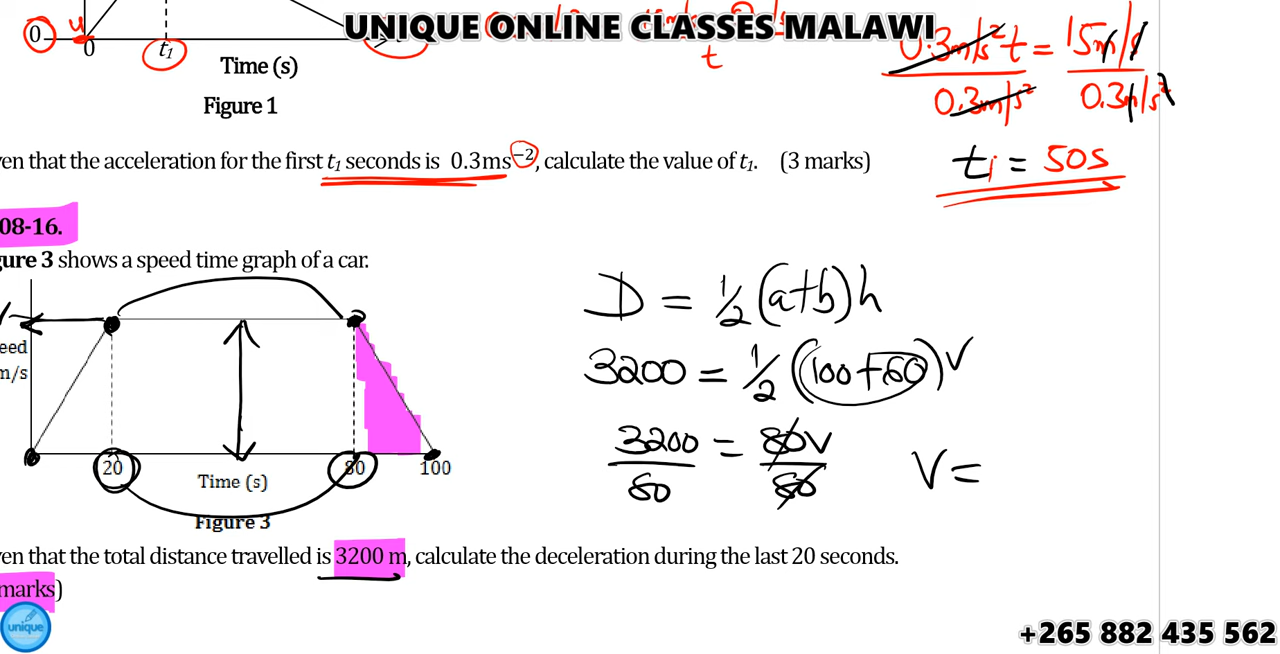 UNIQUE ONLINE CLASSES MALAWI
0 u 0 t₁
Time (s)
t
Figure 1
0.3m/s² t = 15m/s
0.3m/s² 0.3m/s²
en that the acceleration for the first t₁ seconds is 0.3ms⁻², calculate the value of t₁. (3 marks)
t₁ = 50s
08-16.
gure 3 shows a speed time graph of a car.
D = ½ (a+b)h
V
eed
m/s
3200 = ½ (100+60)V
3200 = 80V
80 80
V =
20 80 100
Time (s)
Figure 3
en that the total distance travelled is 3200 m, calculate the deceleration during the last 20 seconds.
marks)
unique
+265 882 435 562